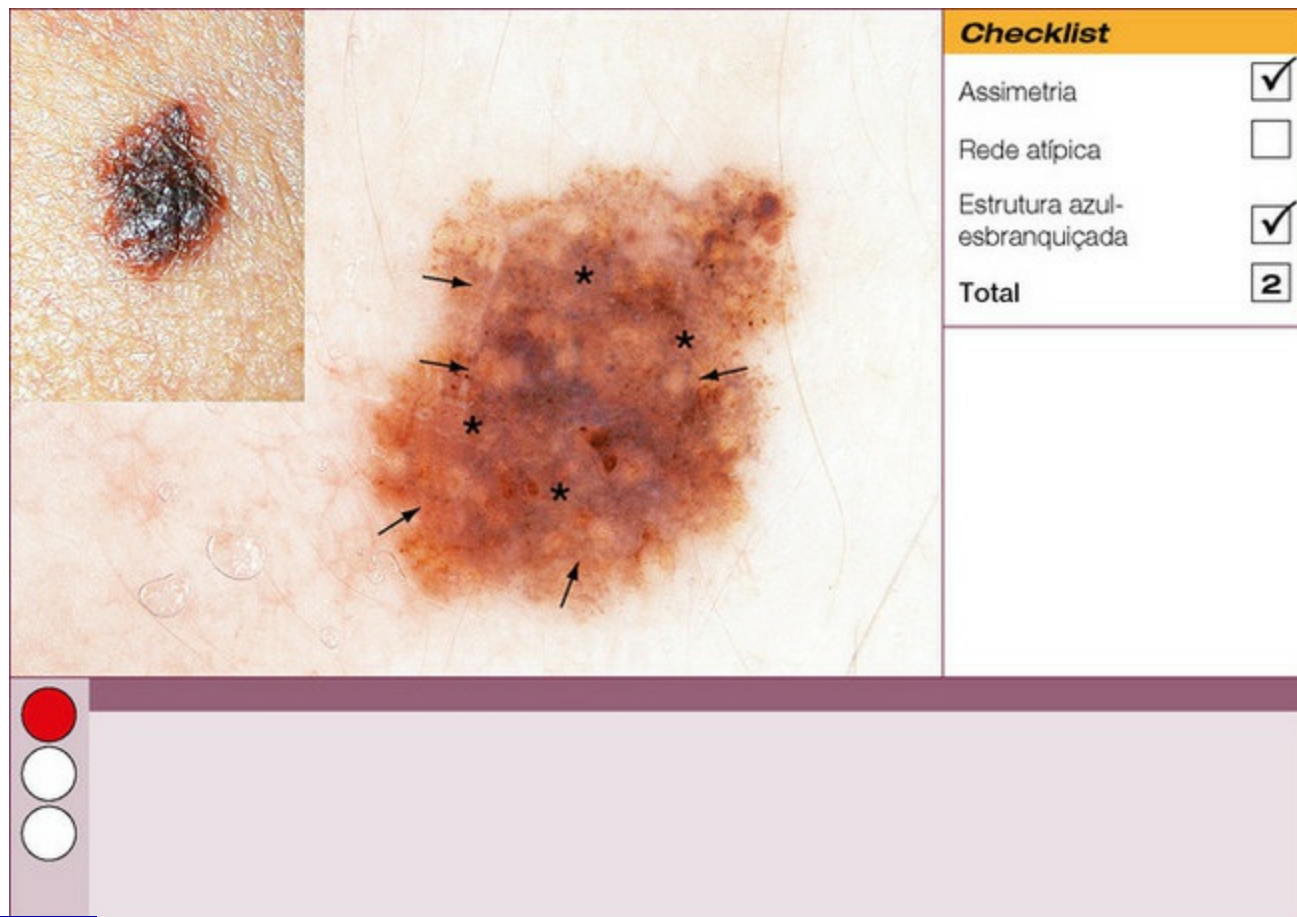 Checklist
Assimetria
Rede atípica
Estrutura azul-
esbranquiçada
Total 2